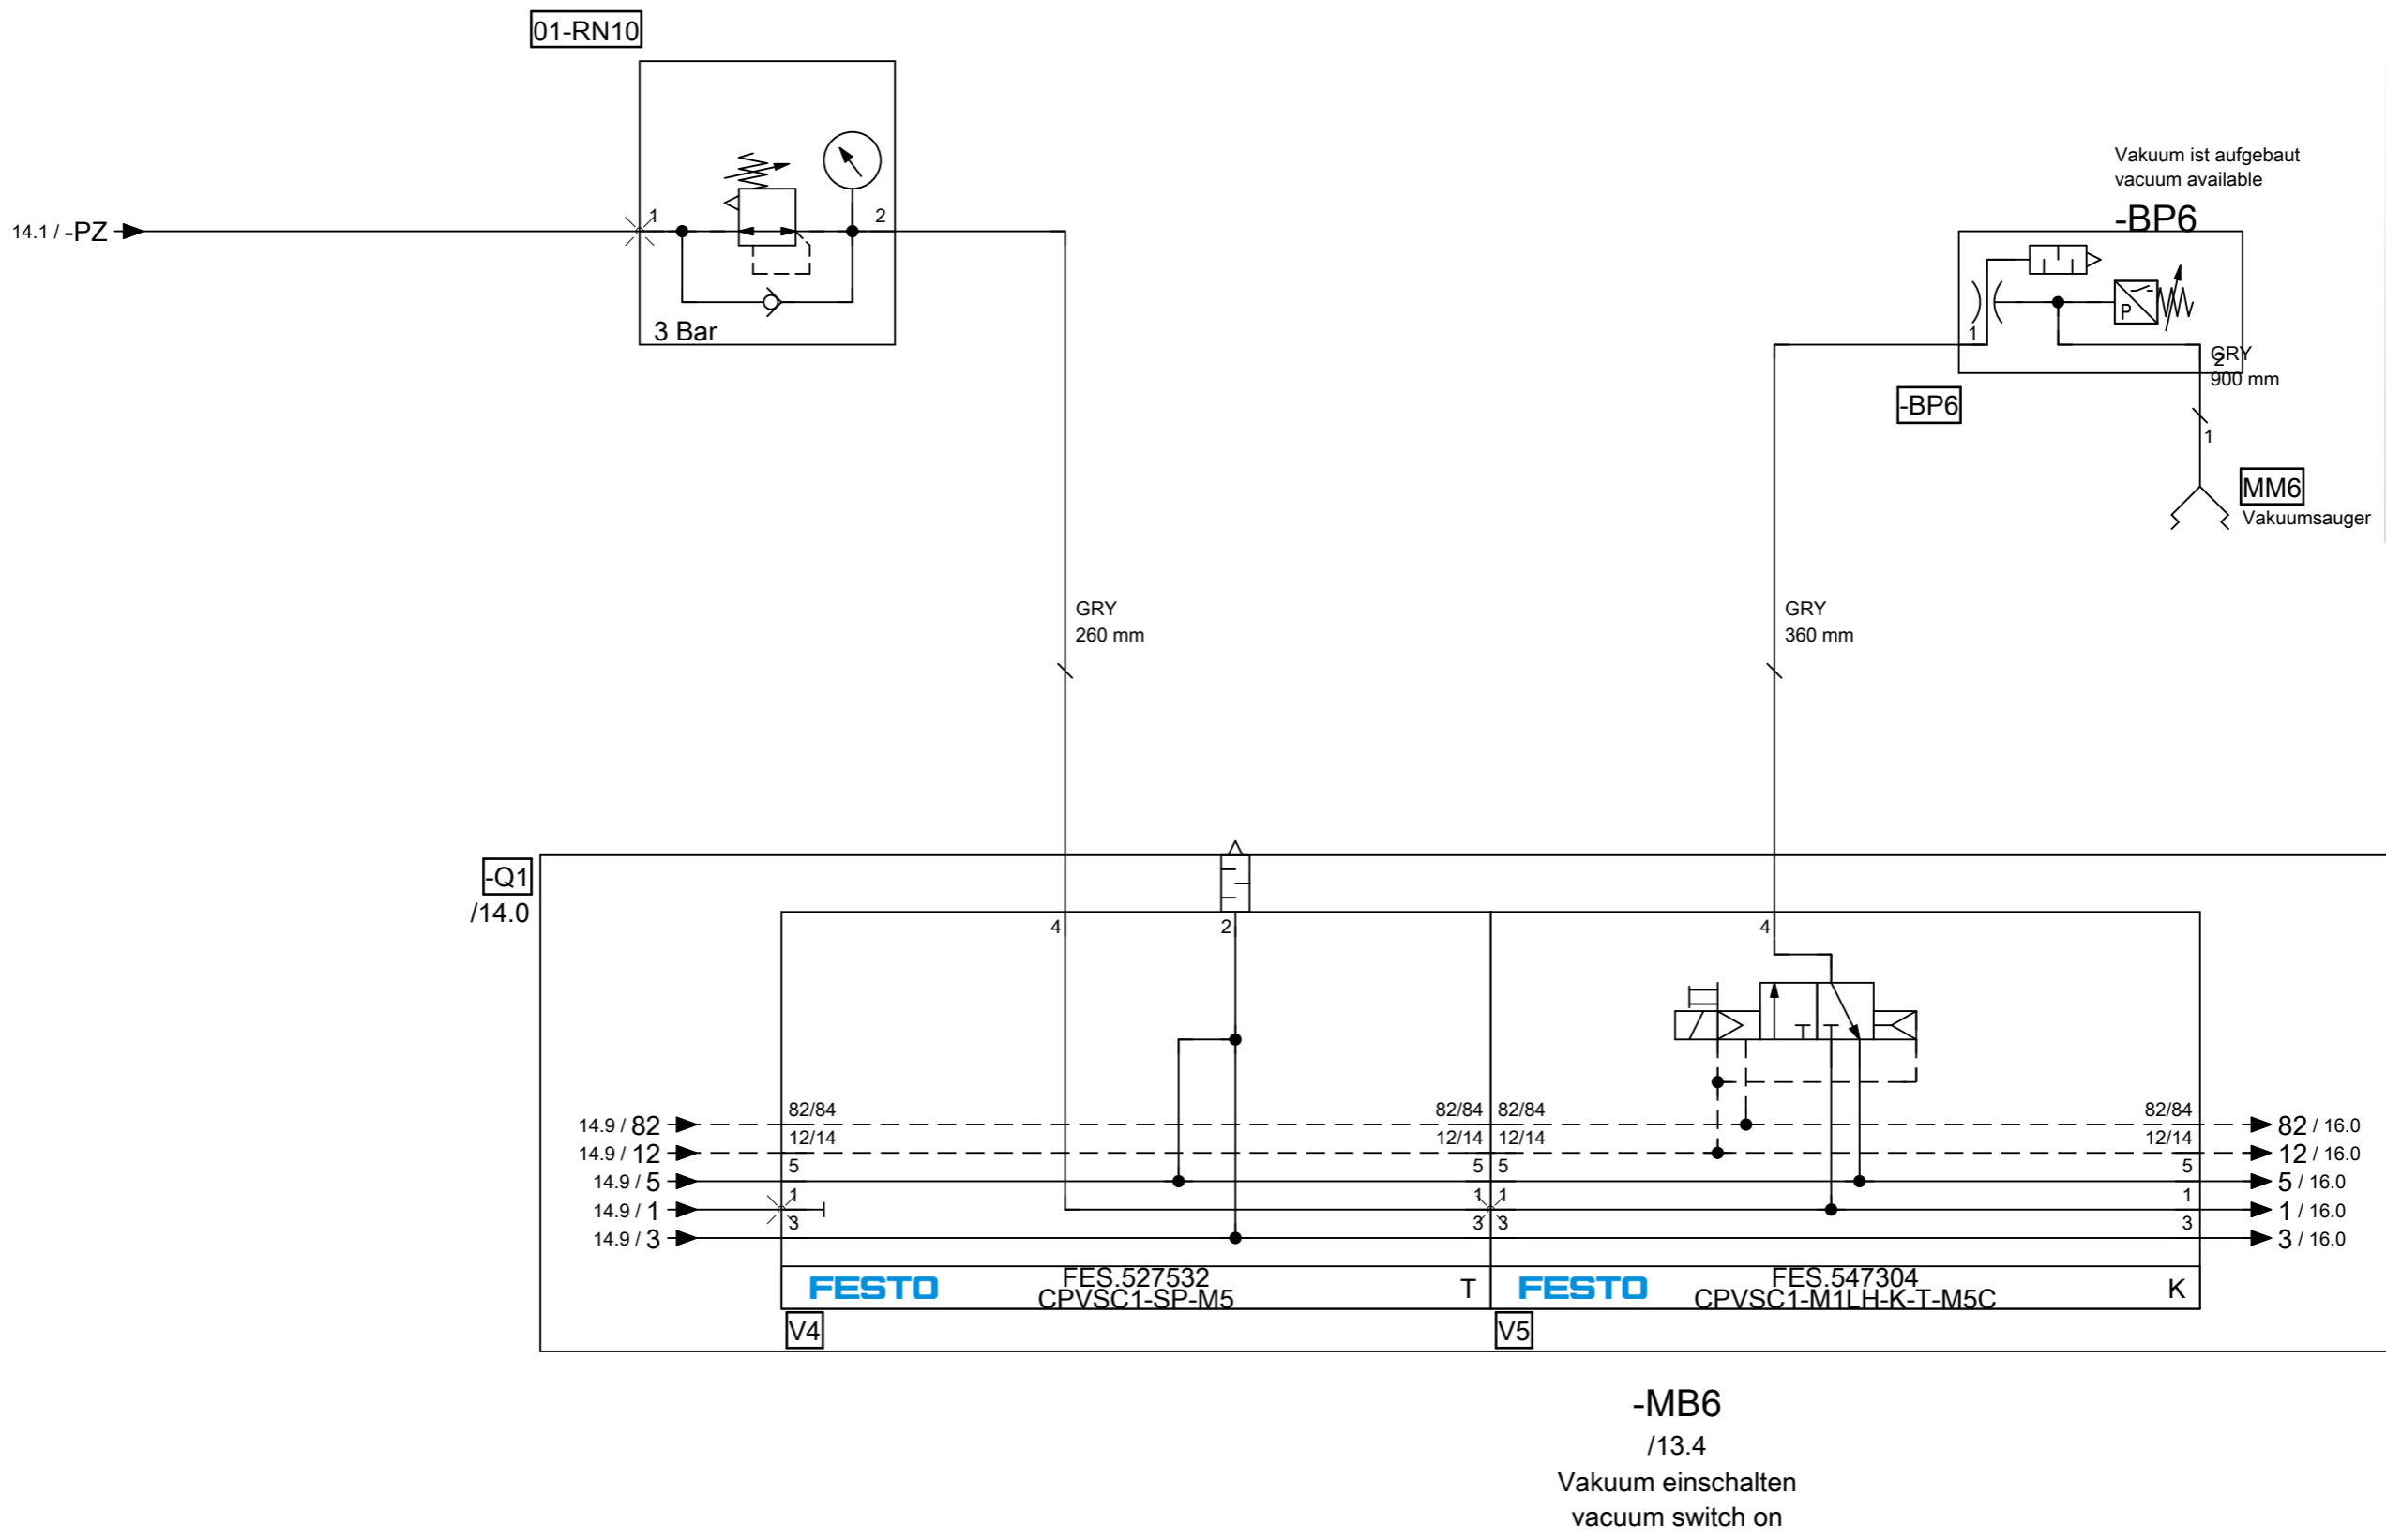 01-RN10
14.1 / -PZ
1
2
3 Bar
Vakuum ist aufgebaut
vacuum available
-BP6
P
1
2
GRY
900 mm
-BP6
1
MM6
Vakuumsauger
GRY
260 mm
GRY
360 mm
-Q1
/14.0
4
2
4
82/84
82/84
82/84
82/84
14.9 / 82
82 / 16.0
12/14
12/14
12/14
12/14
14.9 / 12
12 / 16.0
5
5
5
5
14.9 / 5
5 / 16.0
1
1
1
1
14.9 / 1
1 / 16.0
3
3
3
3
14.9 / 3
3 / 16.0
FESTO
FES.527532
CPVSC1-SP-M5
T
FESTO
FES.547304
CPVSC1-M1LH-K-T-M5C
K
V4
V5
-MB6
/13.4
Vakuum einschalten
vacuum switch on